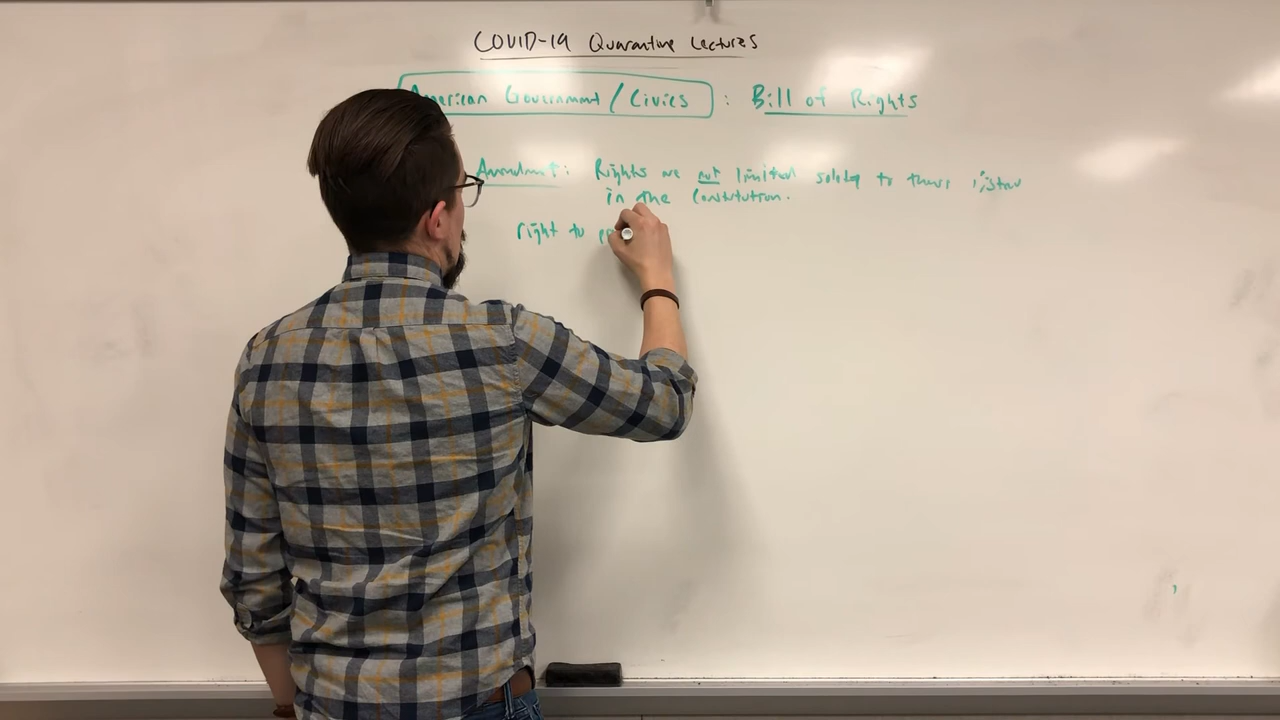 COVID-19 Quarantine Lectures
American Government / Civics : Bill of Rights
Amendment: Rights are not limited solely to those listed
in the Constitution.
right to